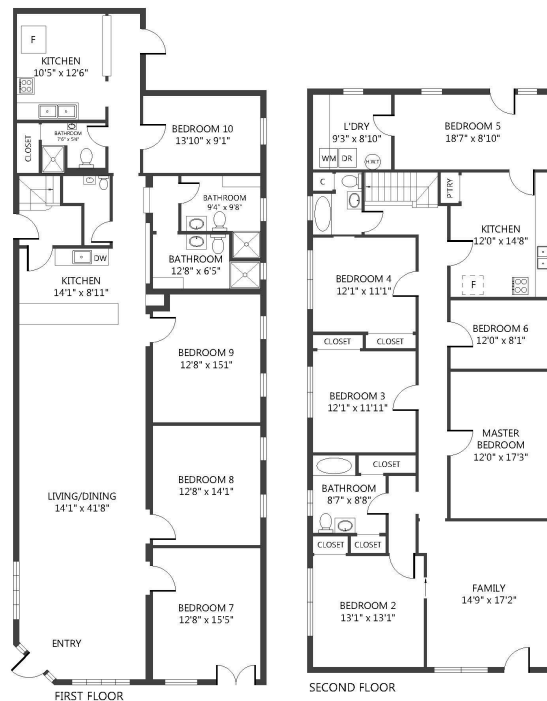 F
KITCHEN
10'5" x 12'6"
CLOSET
BATHROOM
7'6" x 5'4"
BEDROOM 10
13'10" x 9'1"
BATHROOM
9'4" x 9'8"
BATHROOM
12'8" x 6'5"
DW
KITCHEN
14'1" x 8'11"
BEDROOM 9
12'8" x 151"
BEDROOM 8
12'8" x 14'1"
LIVING/DINING
14'1" x 41'8"
BEDROOM 7
12'8" x 15'5"
ENTRY
FIRST FLOOR
L'DRY
9'3" x 8'10"
WM DR
H.W.T
BEDROOM 5
18'7" x 8'10"
C
P'TRY
KITCHEN
12'0" x 14'8"
F
BEDROOM 4
12'1" x 11'1"
CLOSET CLOSET
BEDROOM 6
12'0" x 8'1"
BEDROOM 3
12'1" x 11'11"
MASTER
BEDROOM
12'0" x 17'3"
CLOSET
BATHROOM
8'7" x 8'8"
CLOSET CLOSET
BEDROOM 2
13'1" x 13'1"
FAMILY
14'9" x 17'2"
SECOND FLOOR